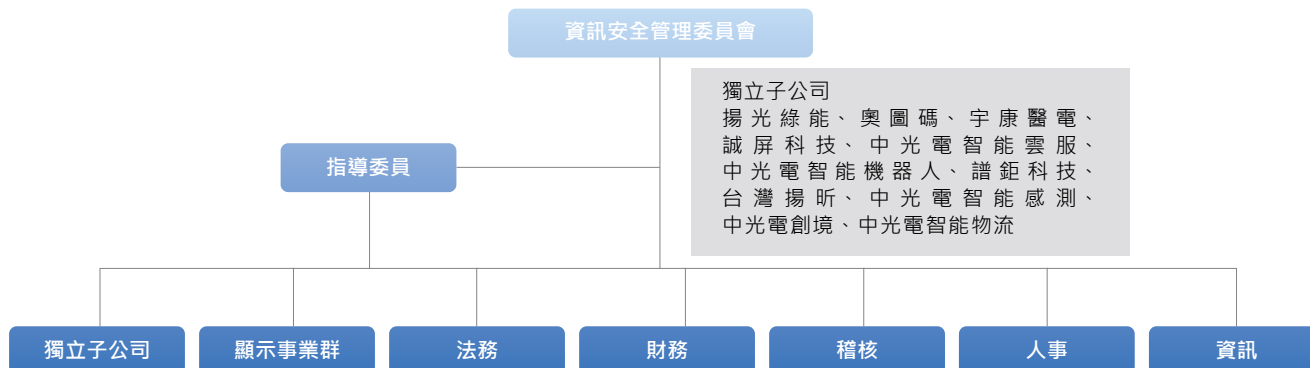 資訊安全管理委員會
獨立子公司
揚光綠能、奧圖碼、宇康醫電、
誠屏科技、中光電智能雲服、
中光電智能機器人、譜鉅科技、
台灣揚昕、中光電智能感測、
中光電創境、中光電智能物流
指導委員
獨立子公司
顯示事業群
法務
財務
稽核
人事
資訊